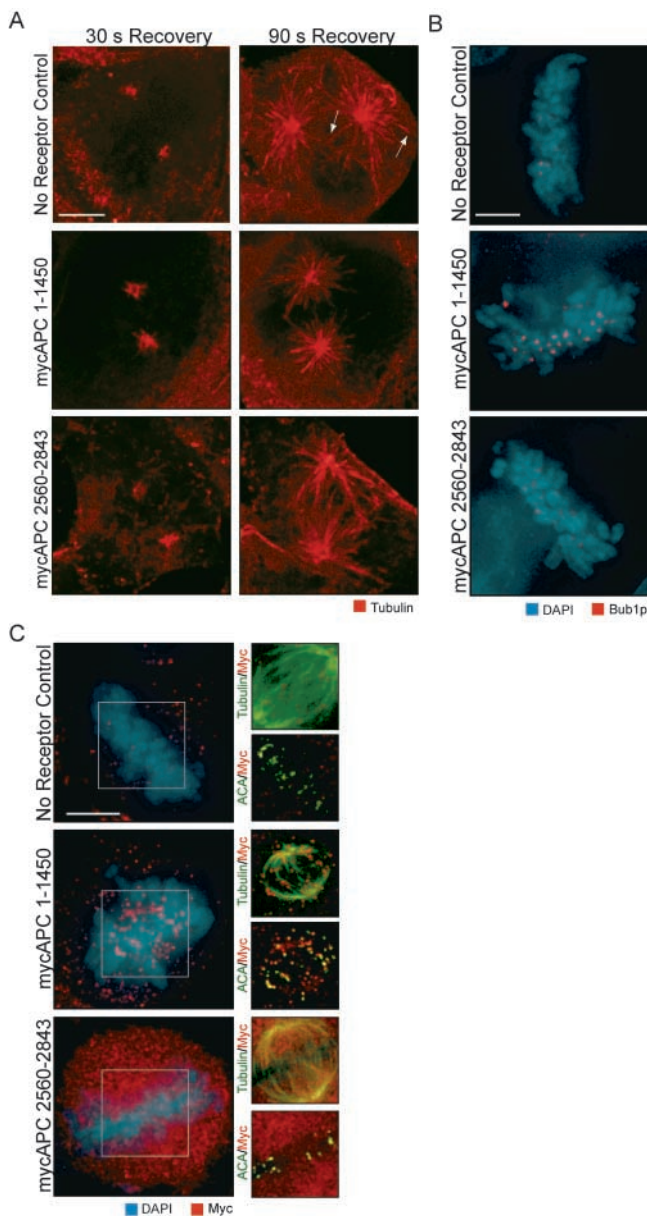 A
30 s Recovery
90 s Recovery
No Receptor Control
mycAPC 1-1450
mycAPC 2560-2843
Tubulin
B
No Receptor Control
mycAPC 1-1450
mycAPC 2560-2843
DAPI
Bub1p
C
No Receptor Control
Tubulin/Myc
ACA/Myc
mycAPC 1-1450
Tubulin/Myc
ACA/Myc
mycAPC 2560-2843
Tubulin/Myc
ACA/Myc
DAPI
Myc